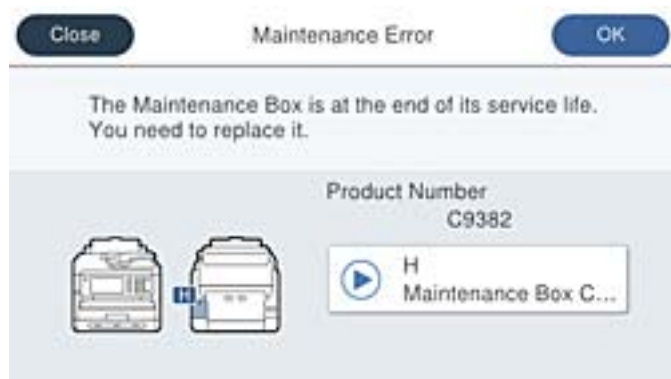 Close
Maintenance Error
OK
The Maintenance Box is at the end of its service life.
You need to replace it.
Product Number
C9382
H
H
Maintenance Box C...